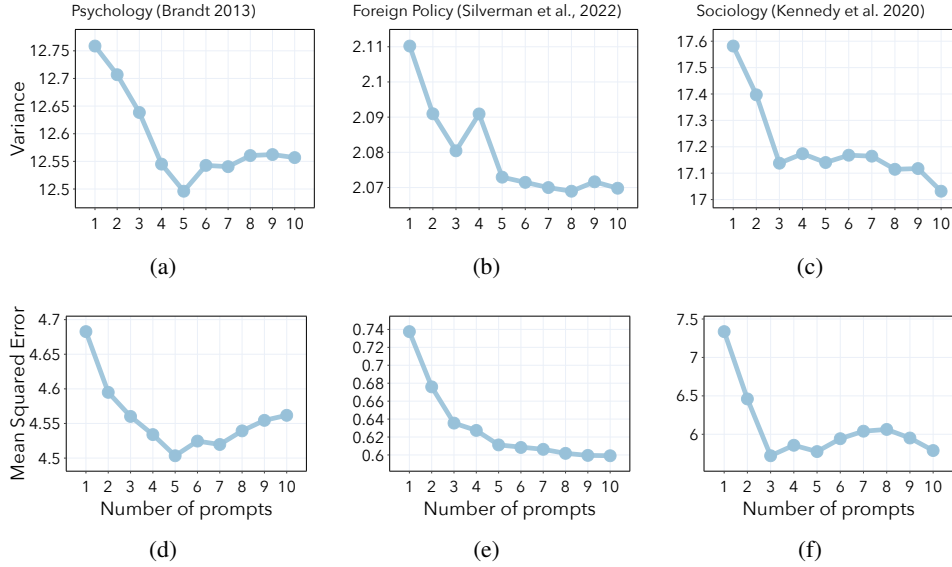 Psychology (Brandt 2013)
Foreign Policy (Silverman et al., 2022)
Sociology (Kennedy et al. 2020)
Variance
12.75
12.7
12.65
12.6
12.55
12.5
1 2 3 4 5 6 7 8 9 10
(a)
2.11
2.1
2.09
2.08
2.07
1 2 3 4 5 6 7 8 9 10
(b)
17.6
17.5
17.4
17.3
17.2
17.1
17
1 2 3 4 5 6 7 8 9 10
(c)
Mean Squared Error
4.7
4.65
4.6
4.55
4.5
1 2 3 4 5 6 7 8 9 10
Number of prompts
(d)
0.74
0.72
0.7
0.68
0.66
0.64
0.62
0.6
1 2 3 4 5 6 7 8 9 10
Number of prompts
(e)
7.5
7
6.5
6
1 2 3 4 5 6 7 8 9 10
Number of prompts
(f)